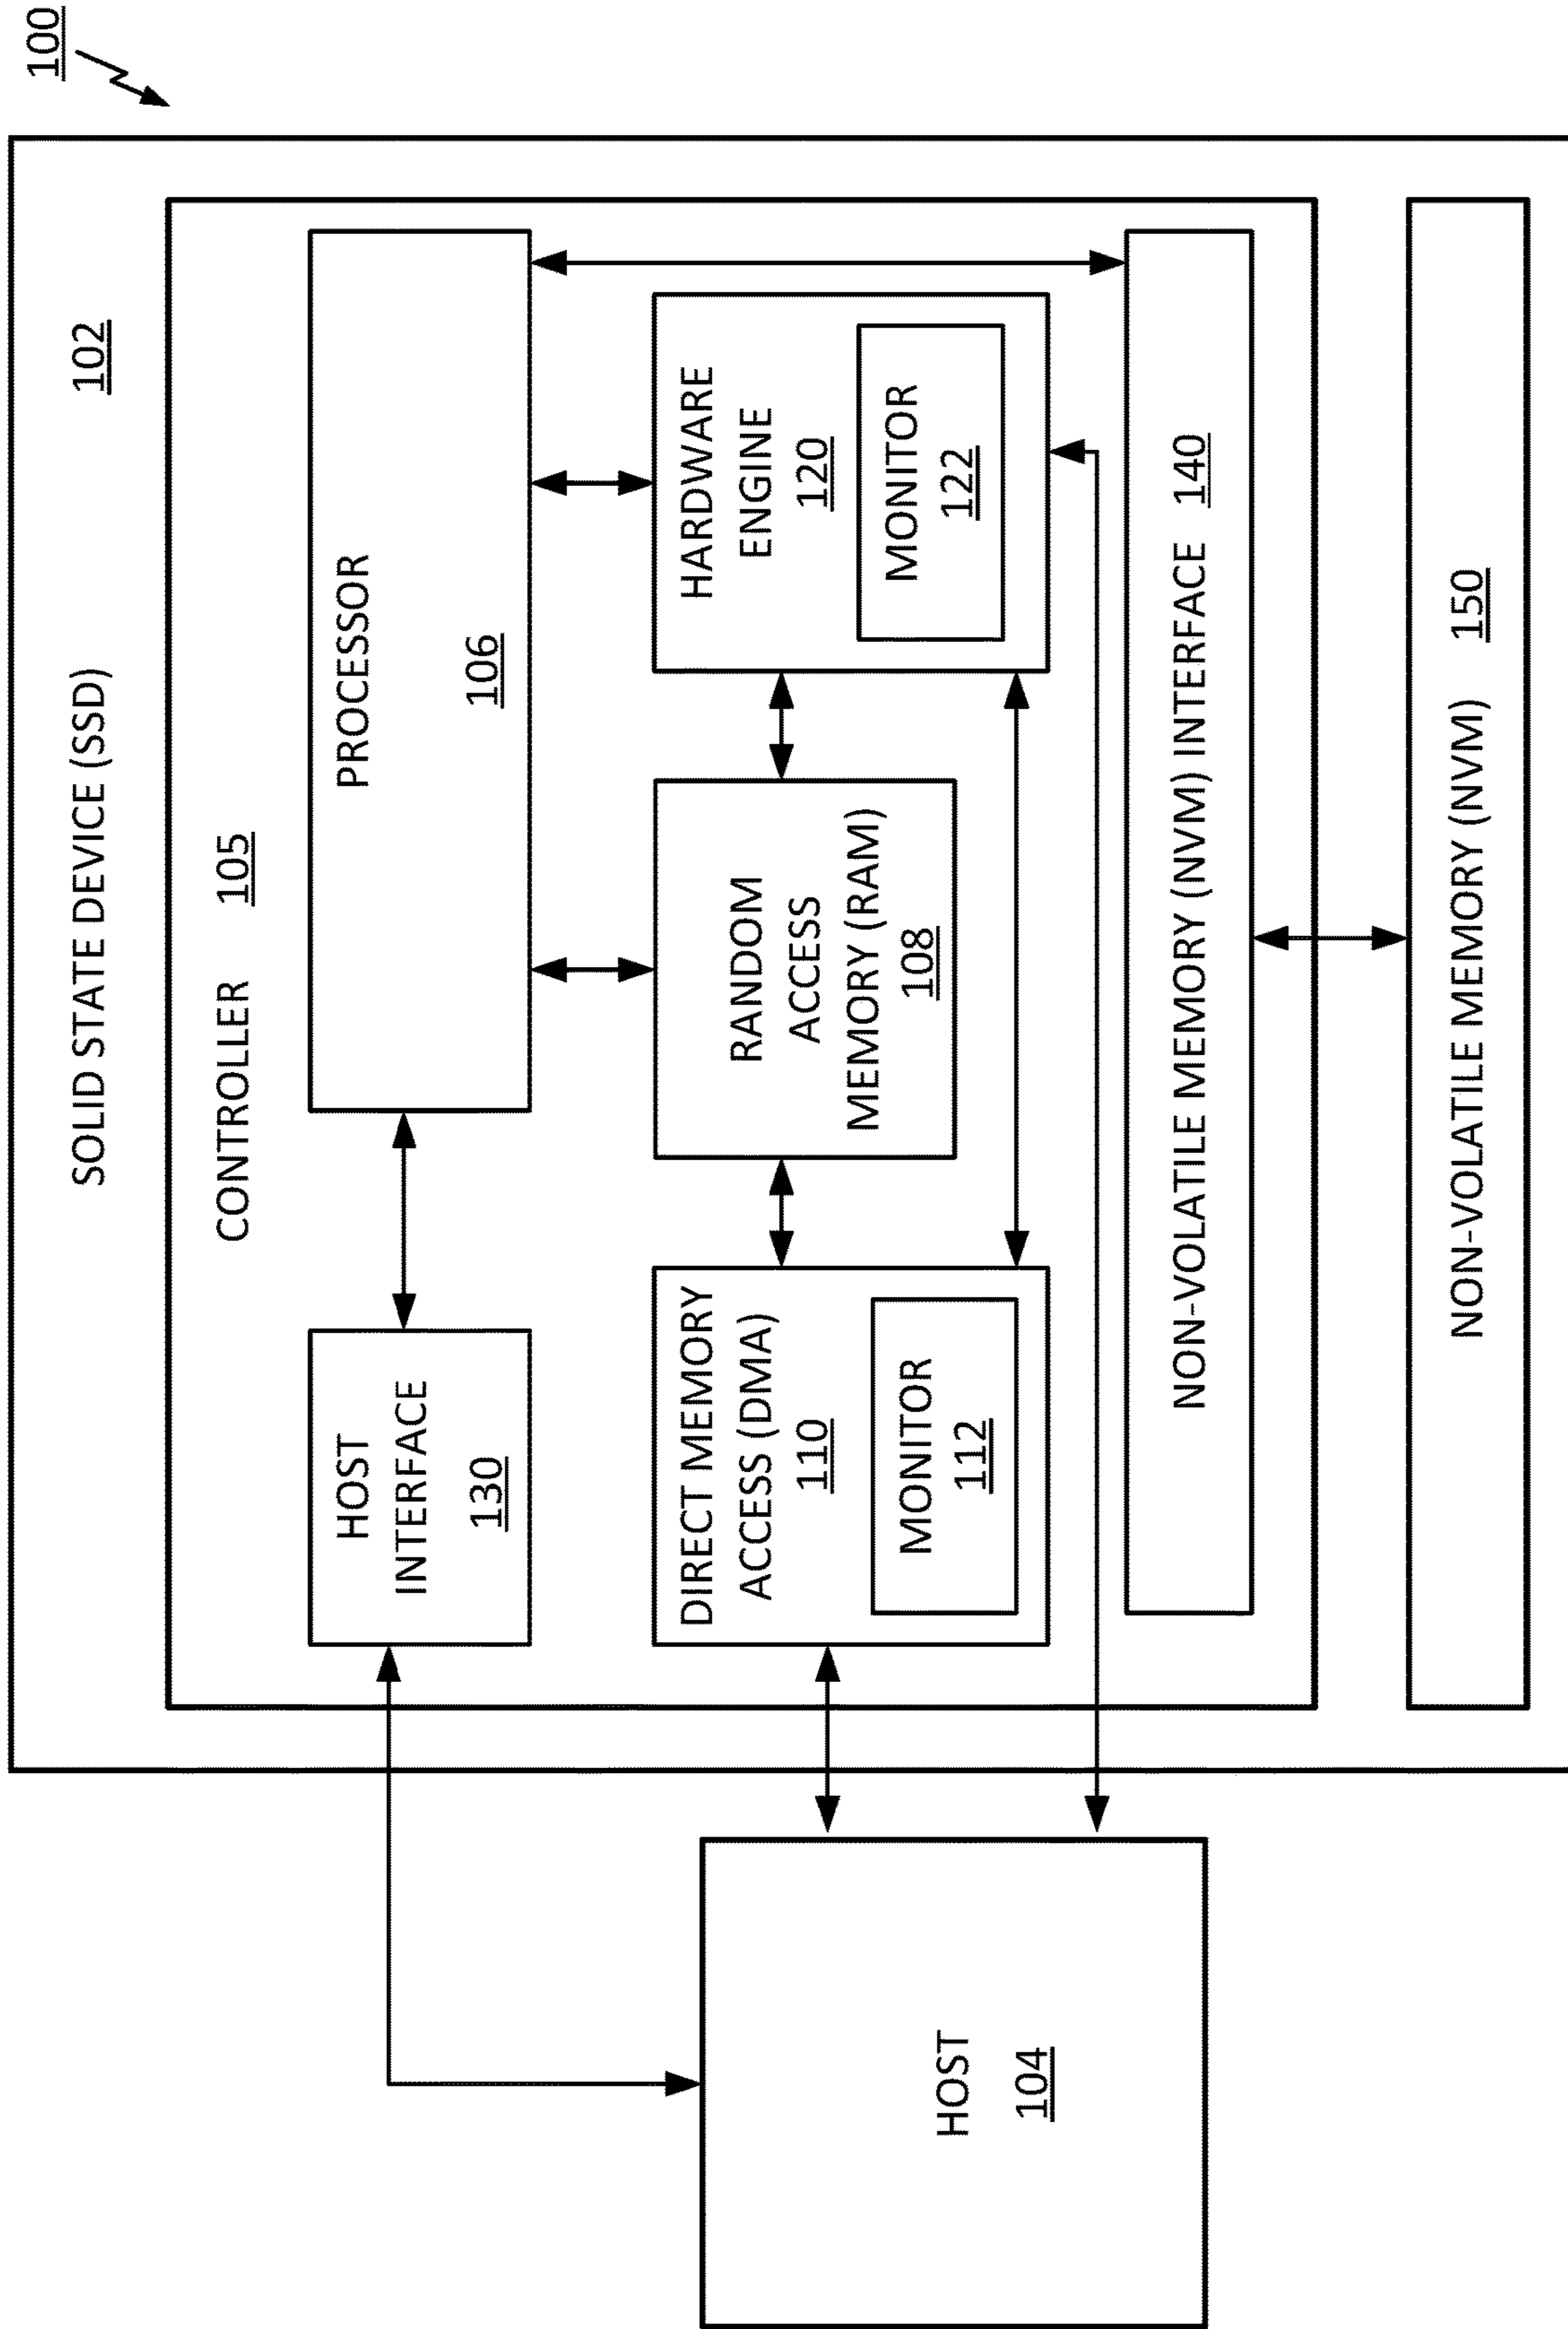 100
SOLID STATE DEVICE (SSD) 102
CONTROLLER 105
HOST
INTERFACE
130
PROCESSOR
106
DIRECT MEMORY
ACCESS (DMA)
110
MONITOR
112
RANDOM
ACCESS
MEMORY (RAM)
108
HARDWARE
ENGINE
120
MONITOR
122
HOST
104
NON-VOLATILE MEMORY (NVM) INTERFACE 140
NON-VOLATILE MEMORY (NVM) 150